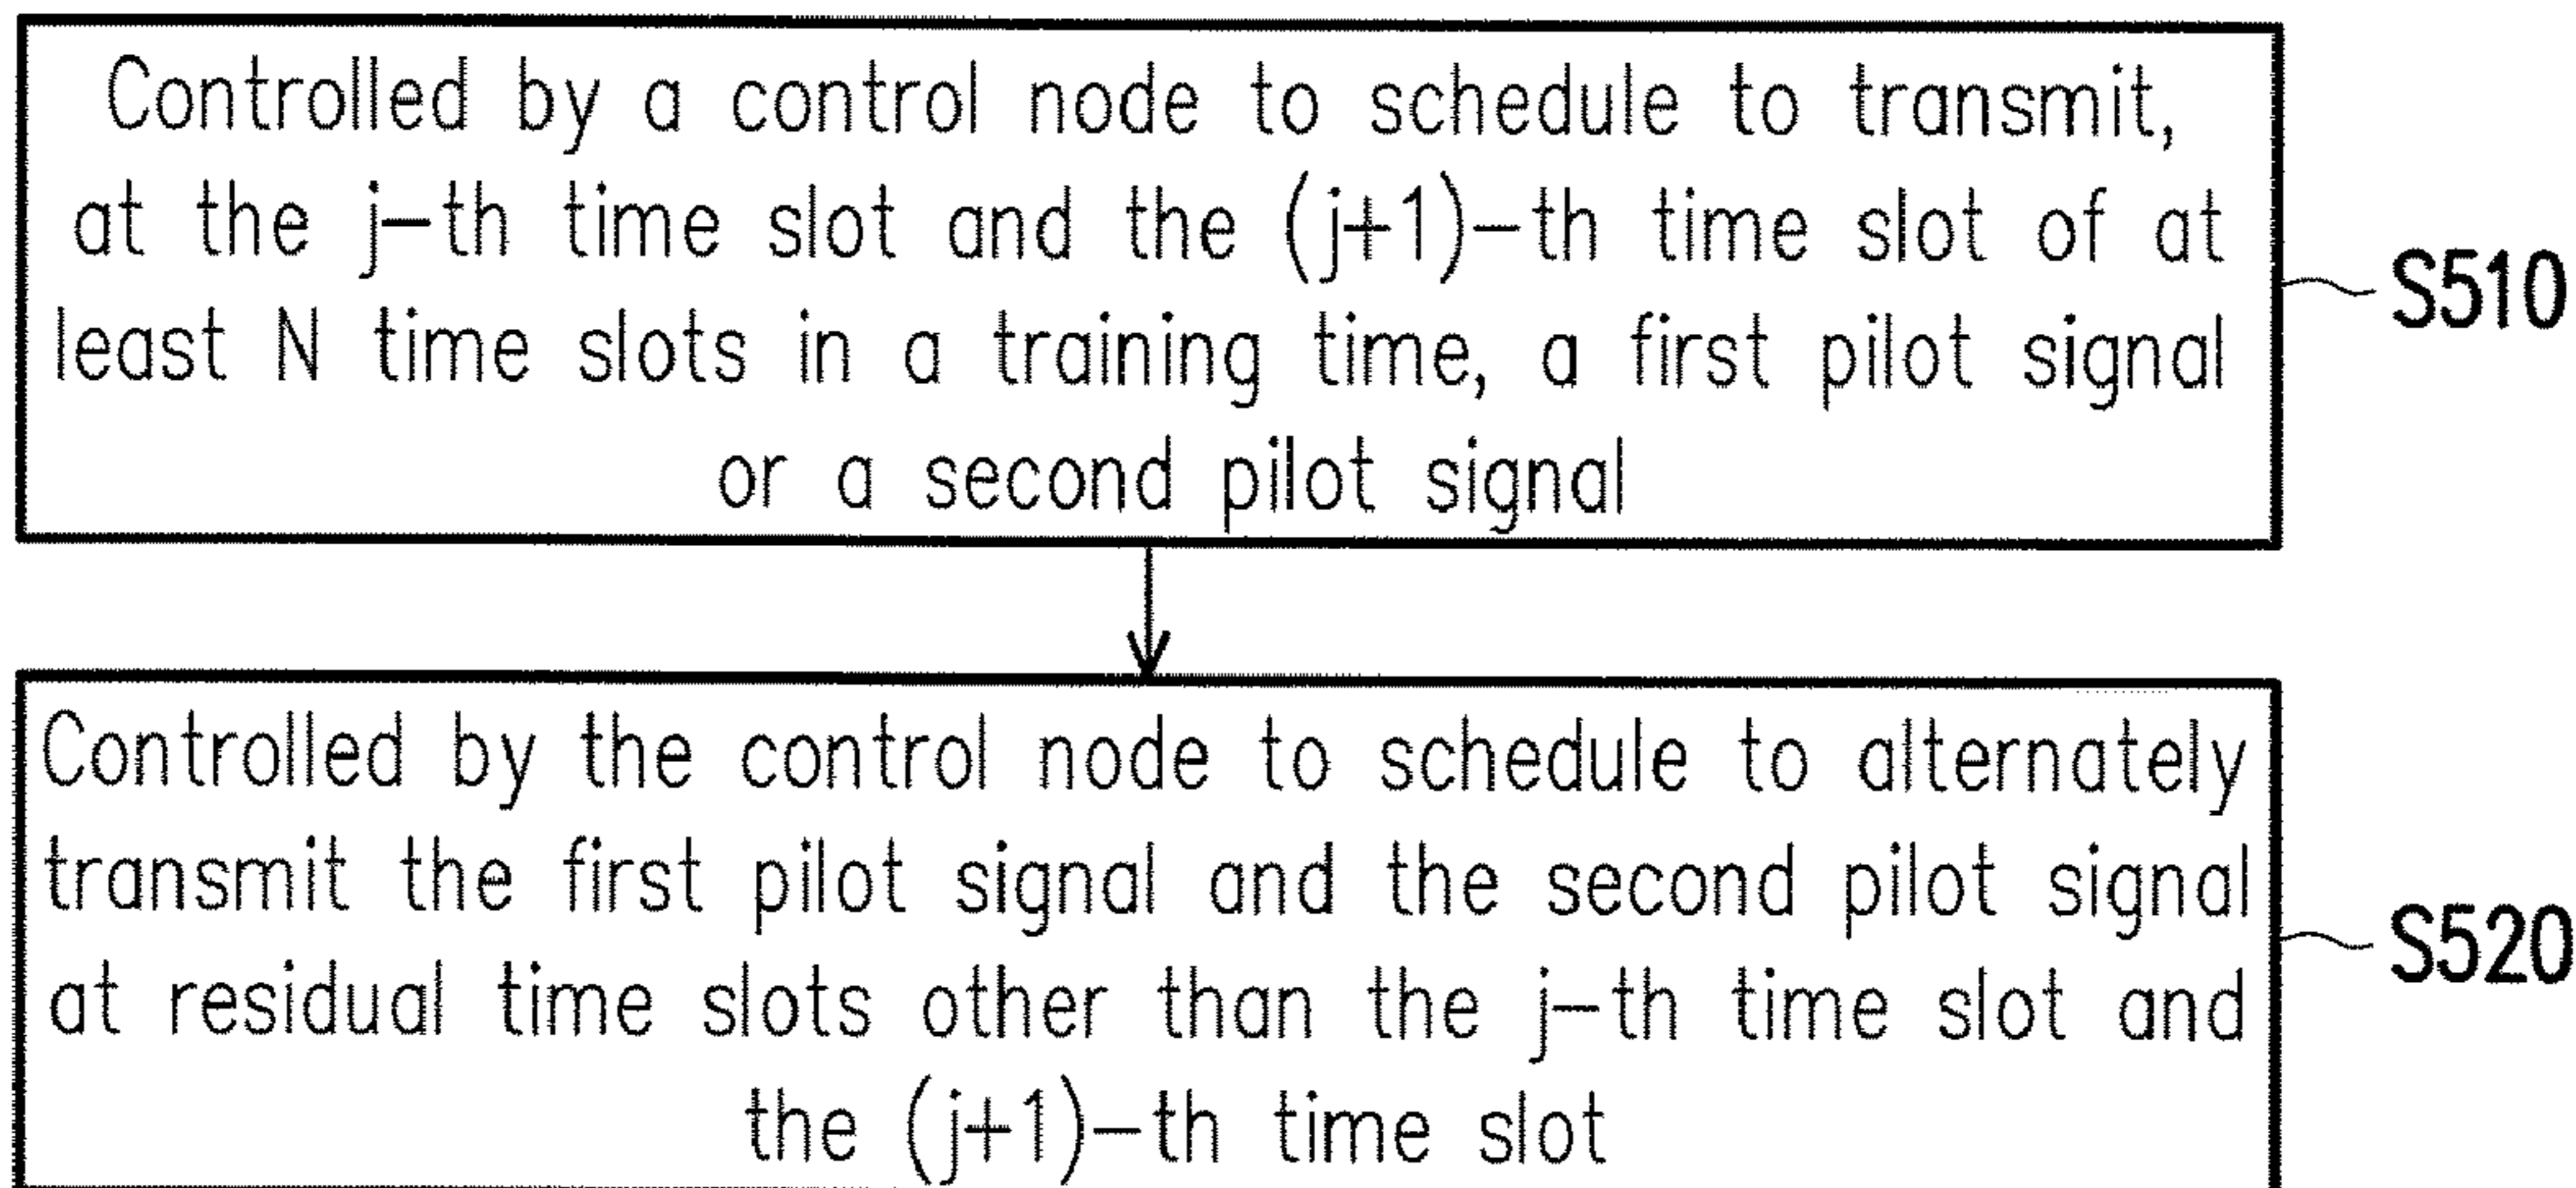 Controlled by a control node to schedule to transmit,
at the j-th time slot and the (j+1)-th time slot of at
least N time slots in a training time, a first pilot signal
or a second pilot signal
S510
Controlled by the control node to schedule to alternately
transmit the first pilot signal and the second pilot signal
at residual time slots other than the j-th time slot and
the (j+1)-th time slot
S520